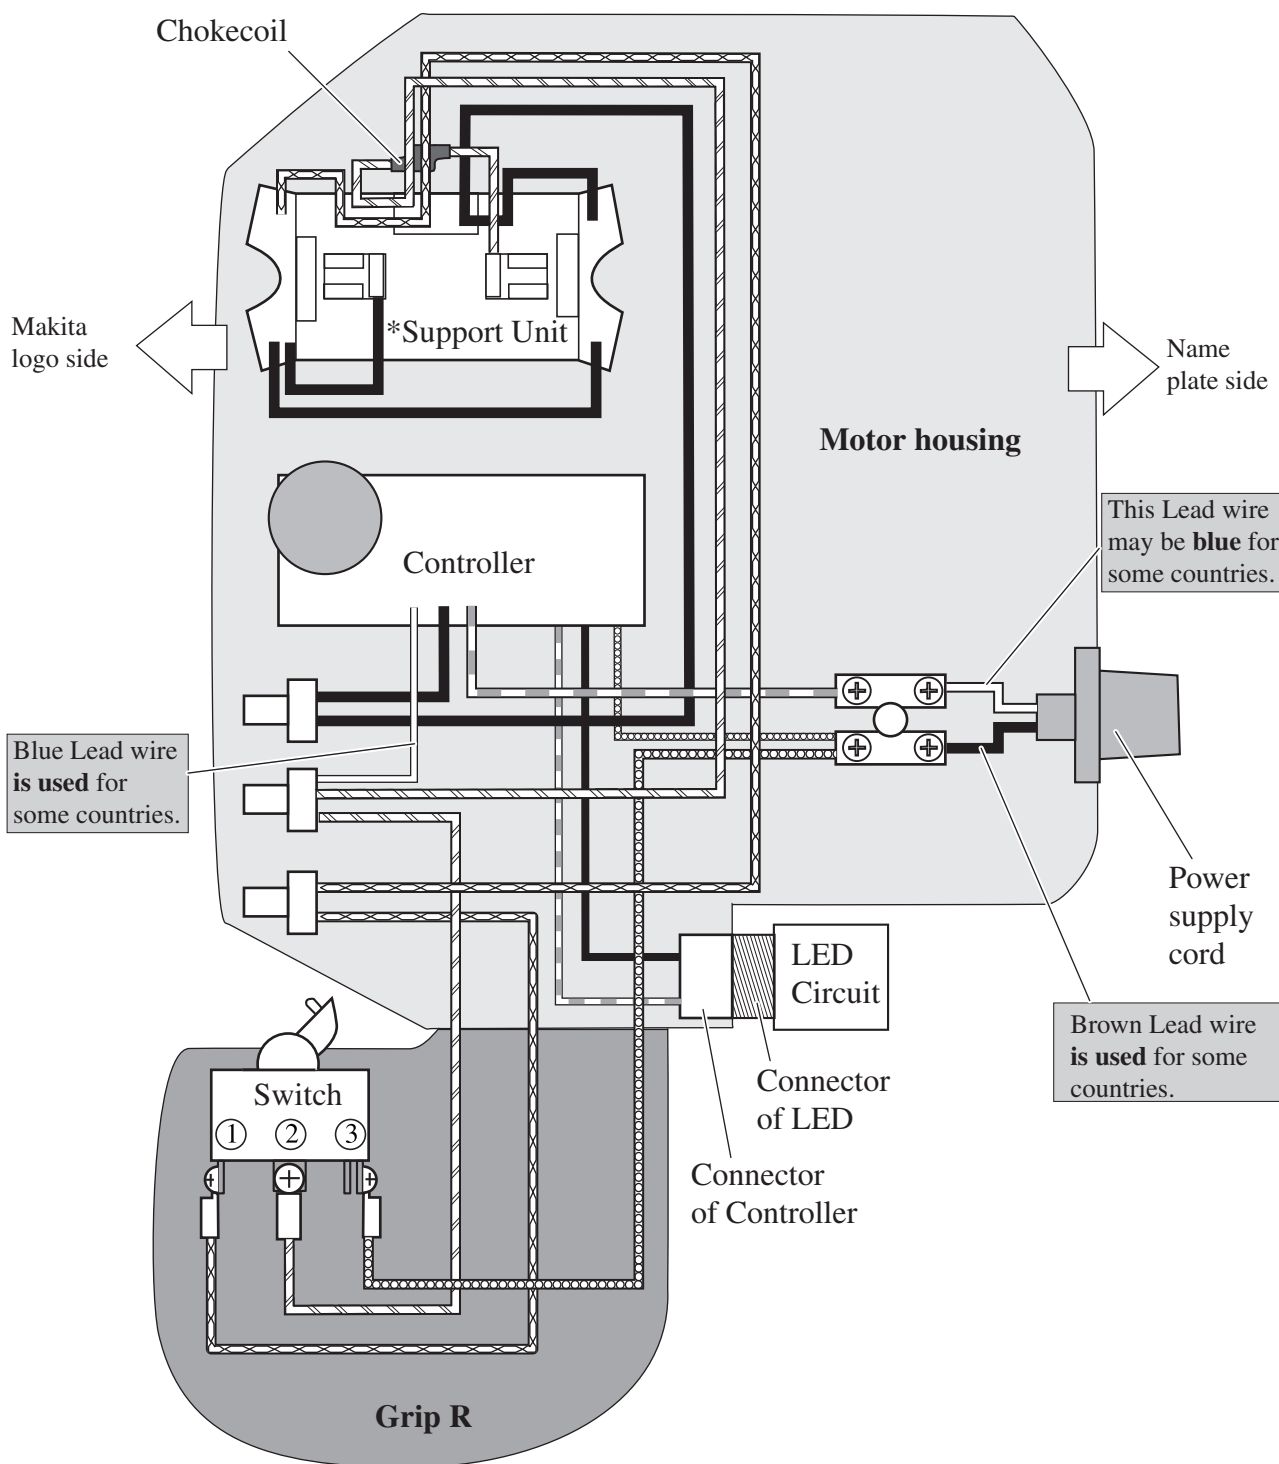 Chokecoil
*Support Unit
Makita
logo side
Name
plate side
Motor housing
This Lead wire
may be blue for
some countries.
Controller
Blue Lead wire
is used for
some countries.
Power
supply
cord
LED
Circuit
Brown Lead wire
is used for some
countries.
Connector
of LED
Connector
of Controller
Switch
1 2 3
Grip R